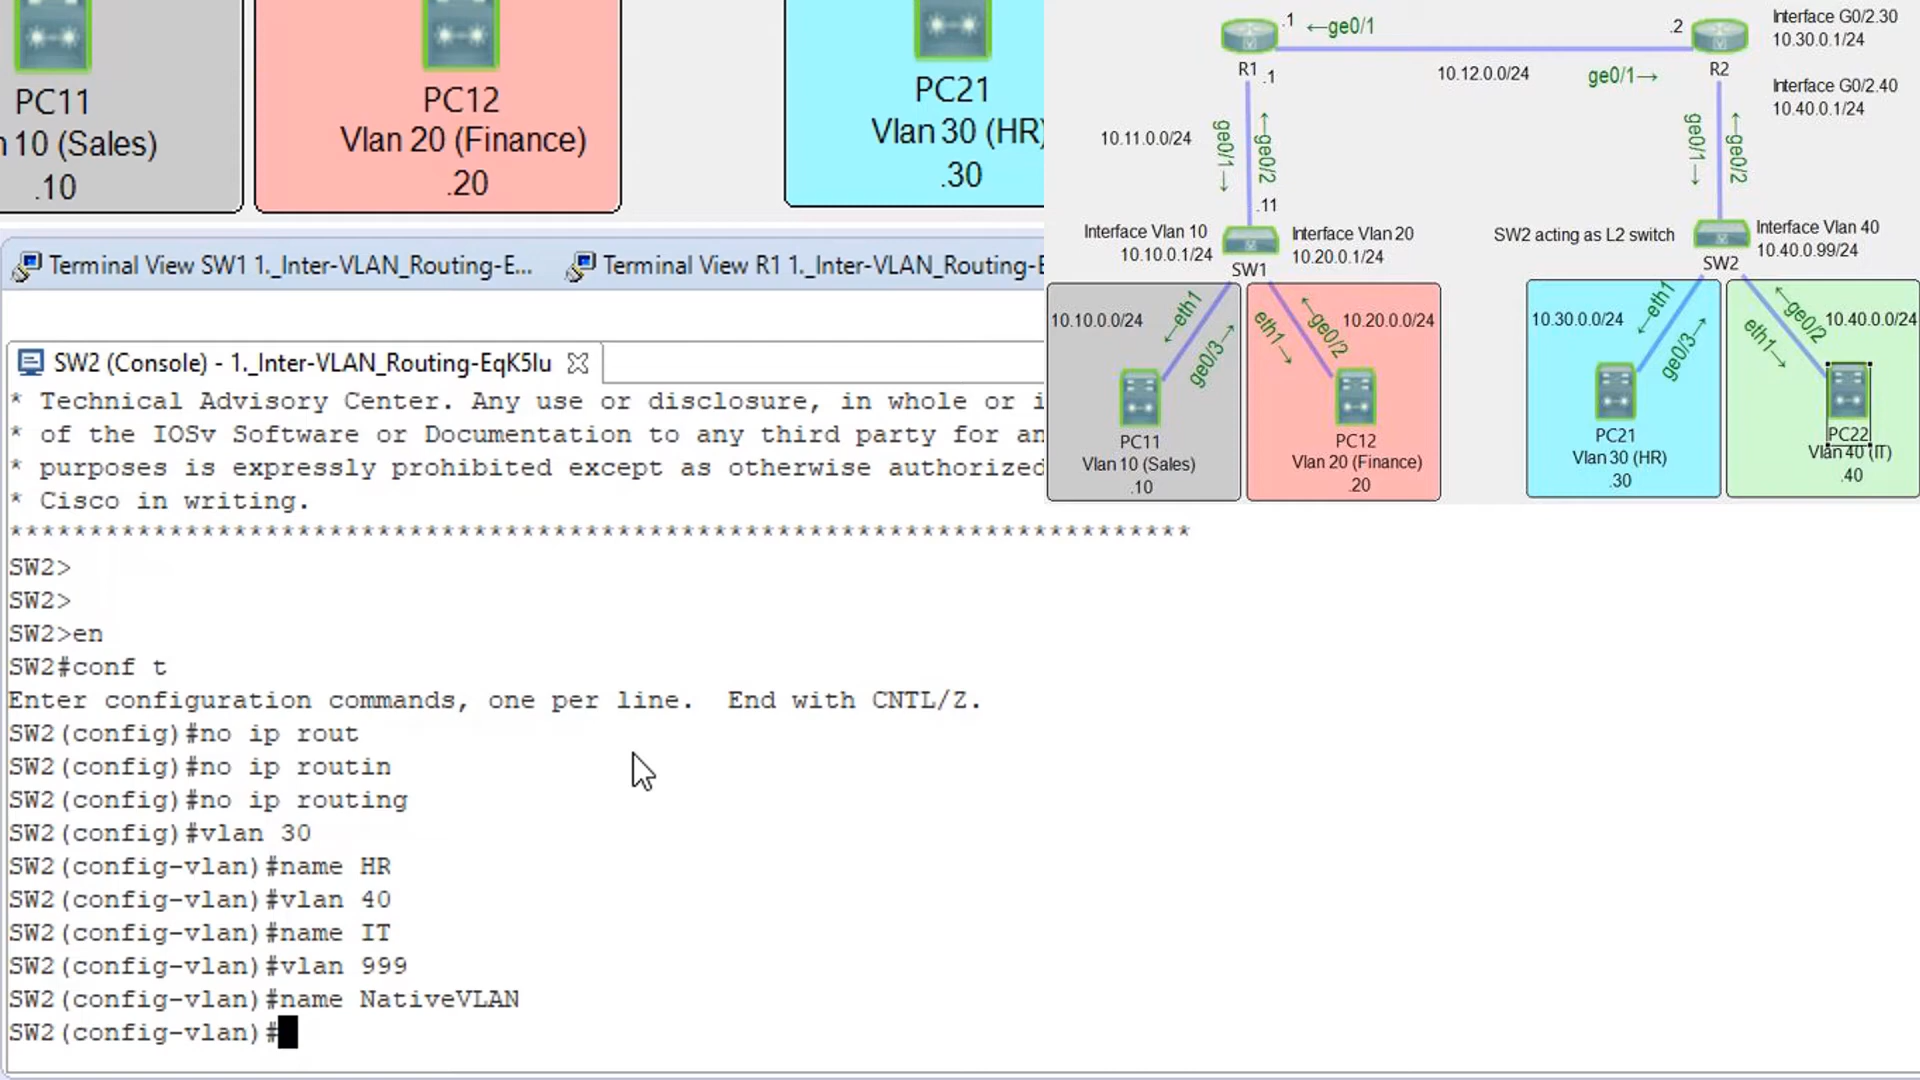 PC11
n 10 (Sales)
.10
PC12
Vlan 20 (Finance)
.20
PC21
Vlan 30 (HR)
.30
.1
←ge0/1
.2
Interface G0/2.30
10.30.0.1/24
R1
.1
10.12.0.0/24
ge0/1→
R2
Interface G0/2.40
10.40.0.1/24
10.11.0.0/24
ge0/1→
←ge0/2
ge0/1→
←ge0/2
.11
Interface Vlan 10
10.10.0.1/24
SW1
Interface Vlan 20
10.20.0.1/24
SW2 acting as L2 switch
SW2
Interface Vlan 40
10.40.0.99/24
10.10.0.0/24
←eth1
ge0/3→
eth1→
←ge0/2
10.20.0.0/24
10.30.0.0/24
←eth1
ge0/3→
eth1→
←ge0/2
10.40.0.0/24
PC11
Vlan 10 (Sales)
.10
PC12
Vlan 20 (Finance)
.20
PC21
Vlan 30 (HR)
.30
PC22
Vlan 40 (IT)
.40
Terminal View SW1 1._Inter-VLAN_Routing-E...
Terminal View R1 1._Inter-VLAN_Routing-E
SW2 (Console) - 1._Inter-VLAN_Routing-EqK5Iu
* Technical Advisory Center. Any use or disclosure, in whole or i
* of the IOSv Software or Documentation to any third party for an
* purposes is expressly prohibited except as otherwise authorized
* Cisco in writing.
**************************************************************************
SW2>
SW2>
SW2>en
SW2#conf t
Enter configuration commands, one per line.  End with CNTL/Z.
SW2(config)#no ip rout
SW2(config)#no ip routin
SW2(config)#no ip routing
SW2(config)#vlan 30
SW2(config-vlan)#name HR
SW2(config-vlan)#vlan 40
SW2(config-vlan)#name IT
SW2(config-vlan)#vlan 999
SW2(config-vlan)#name NativeVLAN
SW2(config-vlan)#